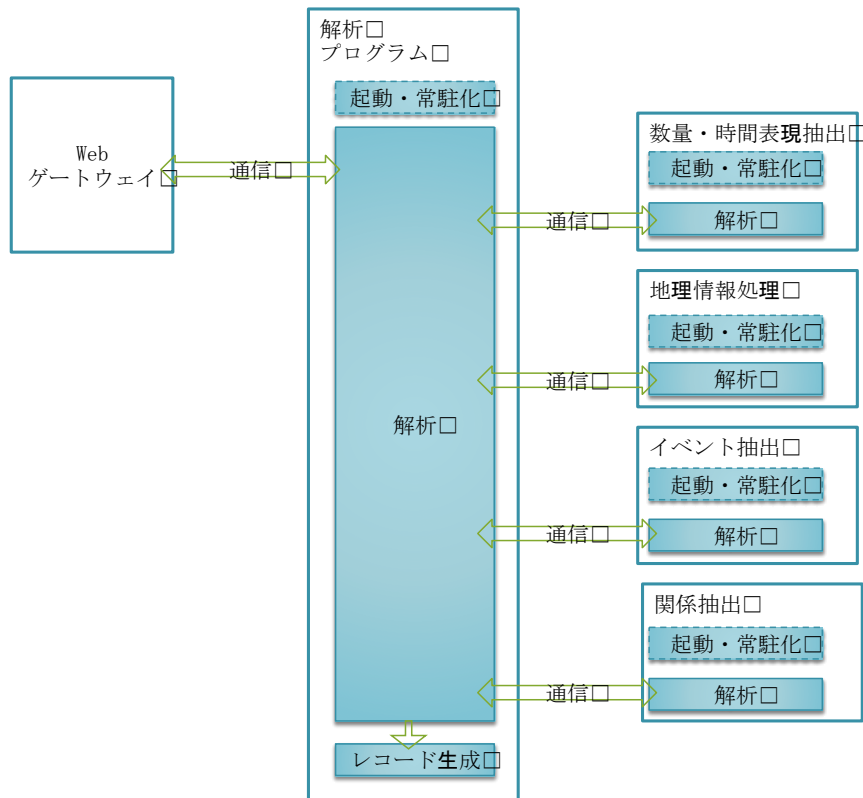 解析□
プログラム□
起動・常駐化□
Web
ゲートウェイ□
通信□
解析□
レコード生成□
数量・時間表現抽出□
起動・常駐化□
通信□
解析□
地理情報処理□
起動・常駐化□
通信□
解析□
イベント抽出□
起動・常駐化□
通信□
解析□
関係抽出□
起動・常駐化□
通信□
解析□